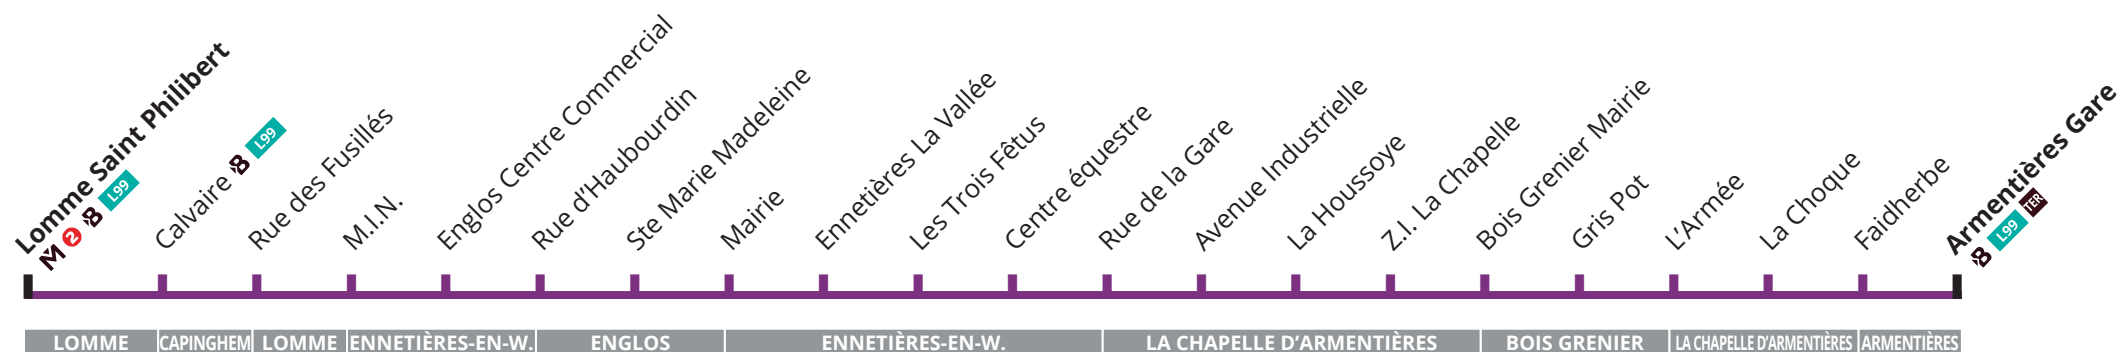 Lomme Saint Philibert
M 2 B L99
Calvaire B L99
Rue des Fusillés
M.I.N.
Englos Centre Commercial
Rue d'Haubourdin
Ste Marie Madeleine
Mairie
Ennetières La Vallée
Les Trois Fêtus
Centre équestre
Rue de la Gare
Avenue Industrielle
La Houssoye
Z.I. La Chapelle
Bois Grenier Mairie
Gris Pot
L'Armée
La Choque
Faidherbe
Armentières Gare
B L99 TER
LOMME
CAPINGHEM
LOMME
ENNETIÈRES-EN-W.
ENGLOS
ENNETIÈRES-EN-W.
LA CHAPELLE D'ARMENTIÈRES
BOIS GRENIER
LA CHAPELLE D'ARMENTIÈRES
ARMENTIÈRES